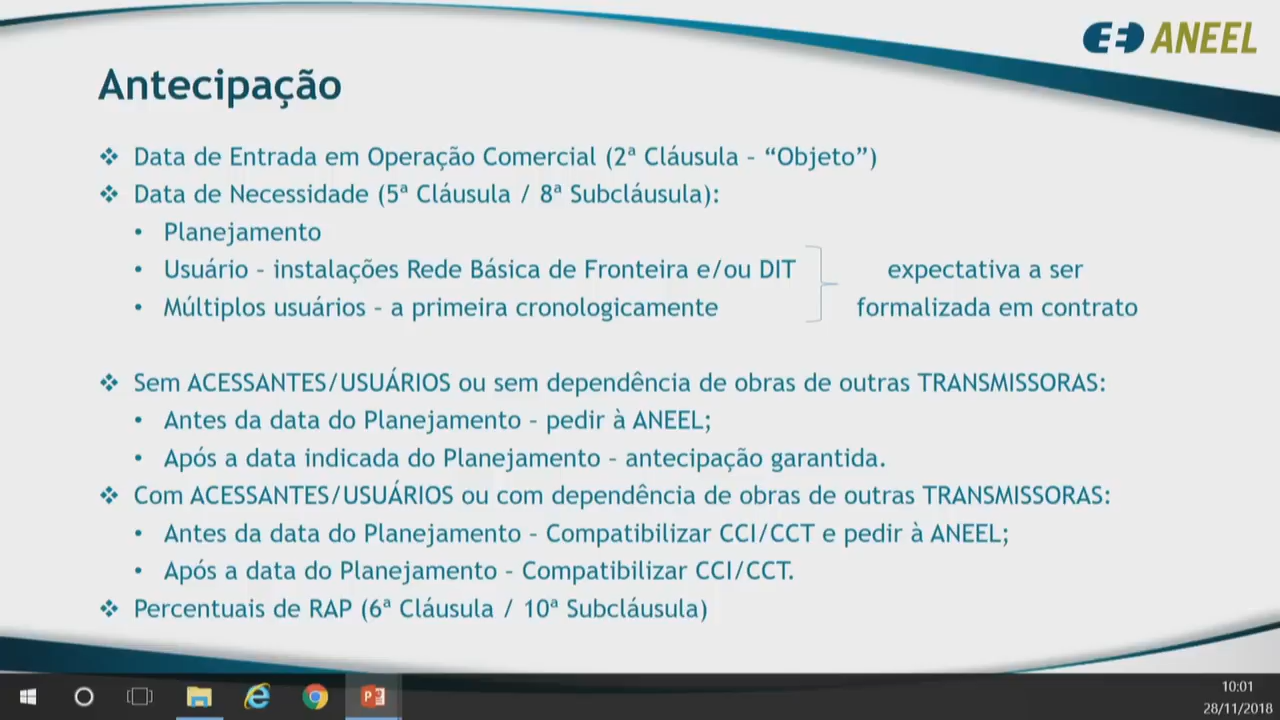 ANEEL
Antecipação
Data de Entrada em Operação Comercial (2ª Cláusula – “Objeto”)
Data de Necessidade (5ª Cláusula / 8ª Subcláusula):
• Planejamento
• Usuário – instalações Rede Básica de Fronteira e/ou DIT
• Múltiplos usuários – a primeira cronologicamente
expectativa a ser
formalizada em contrato
Sem ACESSANTES/USUÁRIOS ou sem dependência de obras de outras TRANSMISSORAS:
• Antes da data do Planejamento – pedir à ANEEL;
• Após a data indicada do Planejamento – antecipação garantida.
Com ACESSANTES/USUÁRIOS ou com dependência de obras de outras TRANSMISSORAS:
• Antes da data do Planejamento – Compatibilizar CCI/CCT e pedir à ANEEL;
• Após a data do Planejamento – Compatibilizar CCI/CCT.
Percentuais de RAP (6ª Cláusula / 10ª Subcláusula)
10:01
28/11/2018